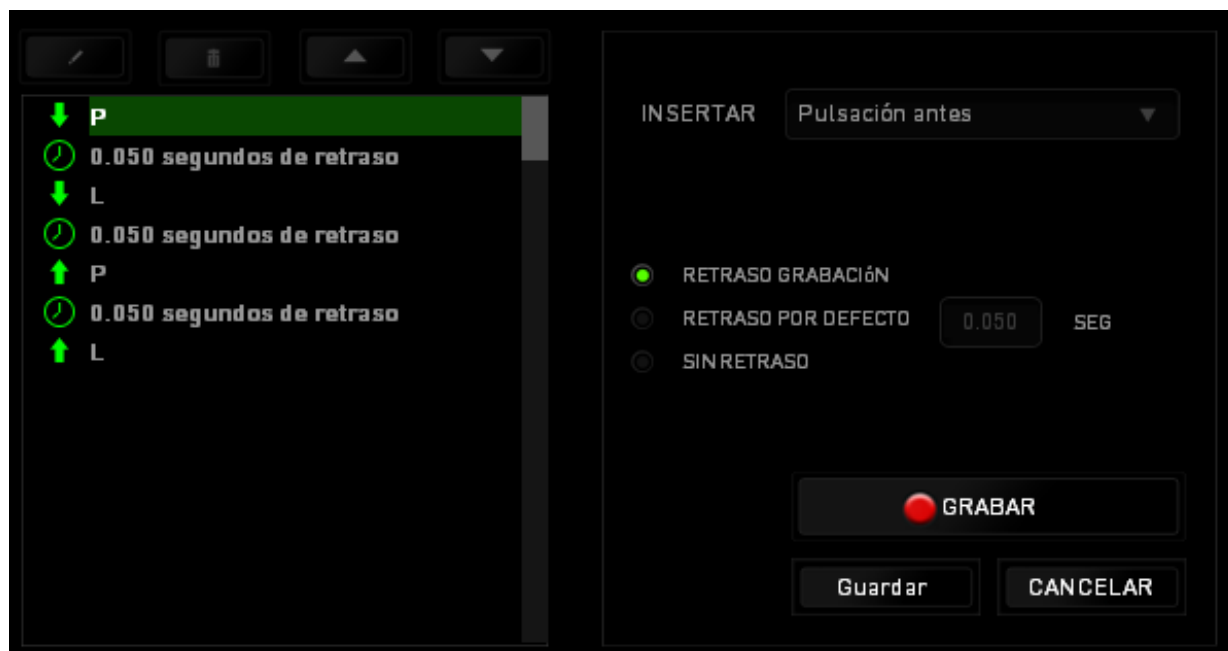 P
0.050 segundos de retraso
L
0.050 segundos de retraso
P
0.050 segundos de retraso
L
INSERTAR Pulsación antes
RETRASO GRABACIóN
RETRASO POR DEFECTO 0.050 SEG
SIN RETRASO
GRABAR
Guardar CANCELAR